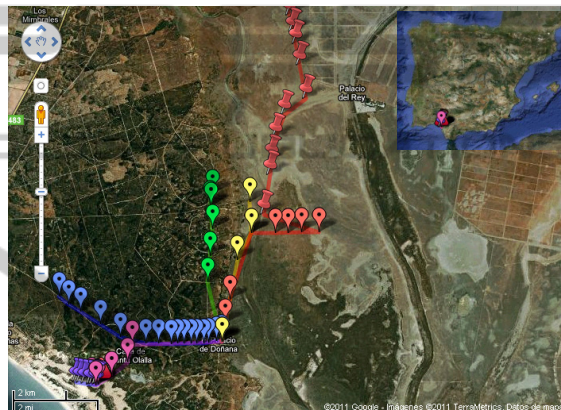 Los
Mimbrales
Palacio
del Rey
483
de Doñana
Olalla
2 km
2 mi
©2011 Google - Imágenes ©2011 TerraMetrics, Datos de mapa